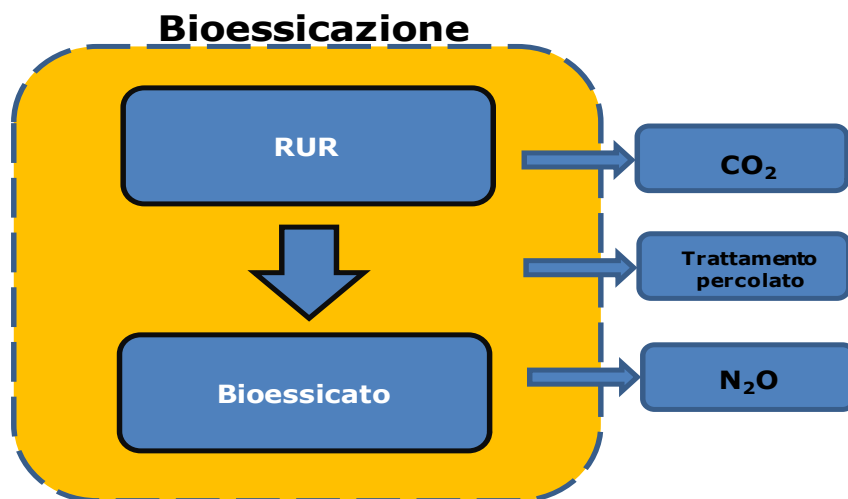 Bioessicazione
RUR
CO₂
Trattamento
percolato
Bioessicato
N₂O